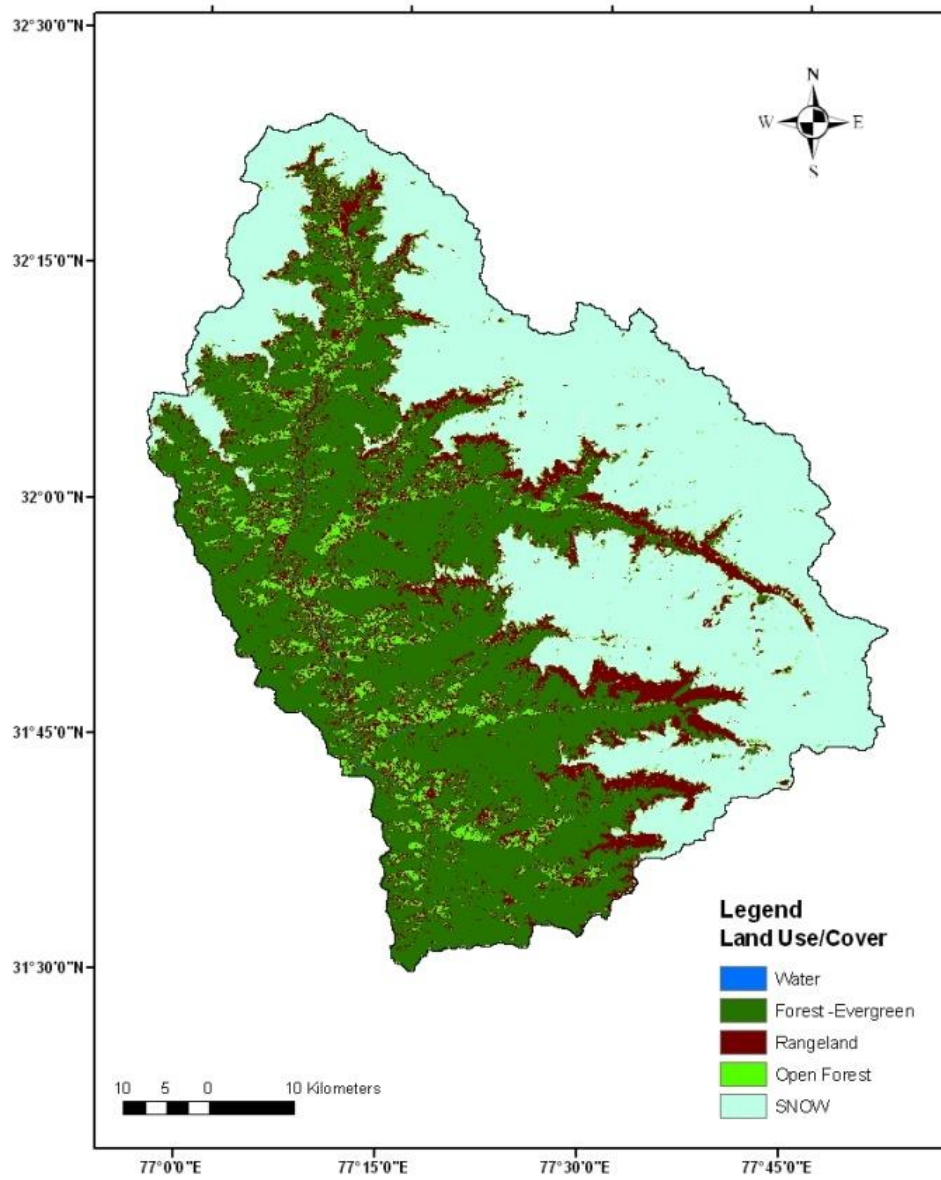 32°30'0"N
N
W E
S
32°15'0"N
32°0'0"N
31°45'0"N
31°30'0"N
Legend
Land Use/Cover
Water
Forest -Evergreen
Rangeland
Open Forest
SNOW
10 5 0 10 Kilometers
77°0'0"E 77°15'0"E 77°30'0"E 77°45'0"E